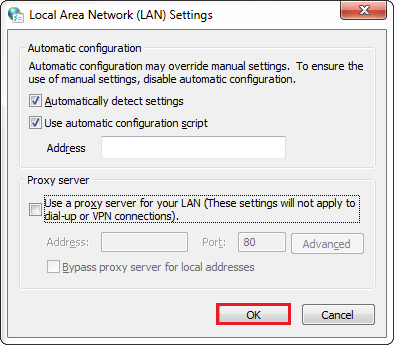 Local Area Network (LAN) Settings
Automatic configuration
Automatic configuration may override manual settings. To ensure the
use of manual settings, disable automatic configuration.
Automatically detect settings
Use automatic configuration script
Address
Proxy server
Use a proxy server for your LAN (These settings will not apply to
dial-up or VPN connections).
Address: Port: 80 Advanced
Bypass proxy server for local addresses
OK Cancel